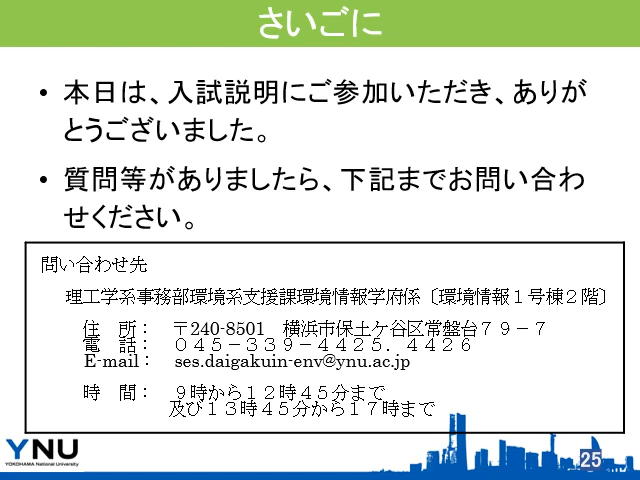 さいごに
• 本日は、入試説明にご参加いただき、ありが
とうございました。
• 質問等がありましたら、下記までお問い合わ
せください。
問い合わせ先
理工学系事務部環境系支援課環境情報学府係〔環境情報１号棟２階〕
住　所：　〒240-8501　横浜市保土ケ谷区常盤台７９－７
電　話：　０４５－３３９－４４２５．４４２６
E-mail：　ses.daigakuin-env@ynu.ac.jp
時　間：　９時から１２時４５分まで
及び１３時４５分から１７時まで
YNU
YOKOHAMA National University
25